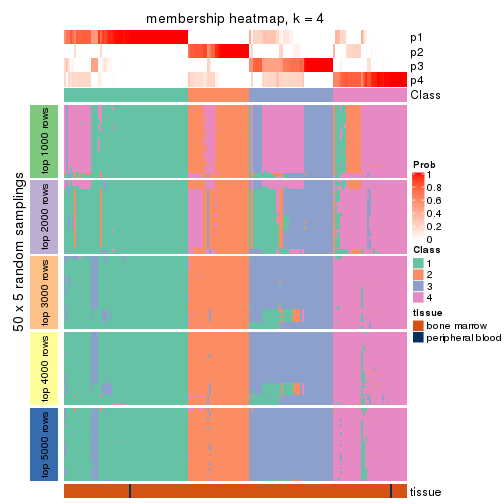 membership heatmap, k = 4
p1
p2
p3
p4
Class
50 x 5 random samplings
top 1000 rows
top 2000 rows
top 3000 rows
top 4000 rows
top 5000 rows
Prob
1
0.8
0.6
0.4
0.2
0
Class
1
2
3
4
tissue
bone marrow
peripheral blood
tissue